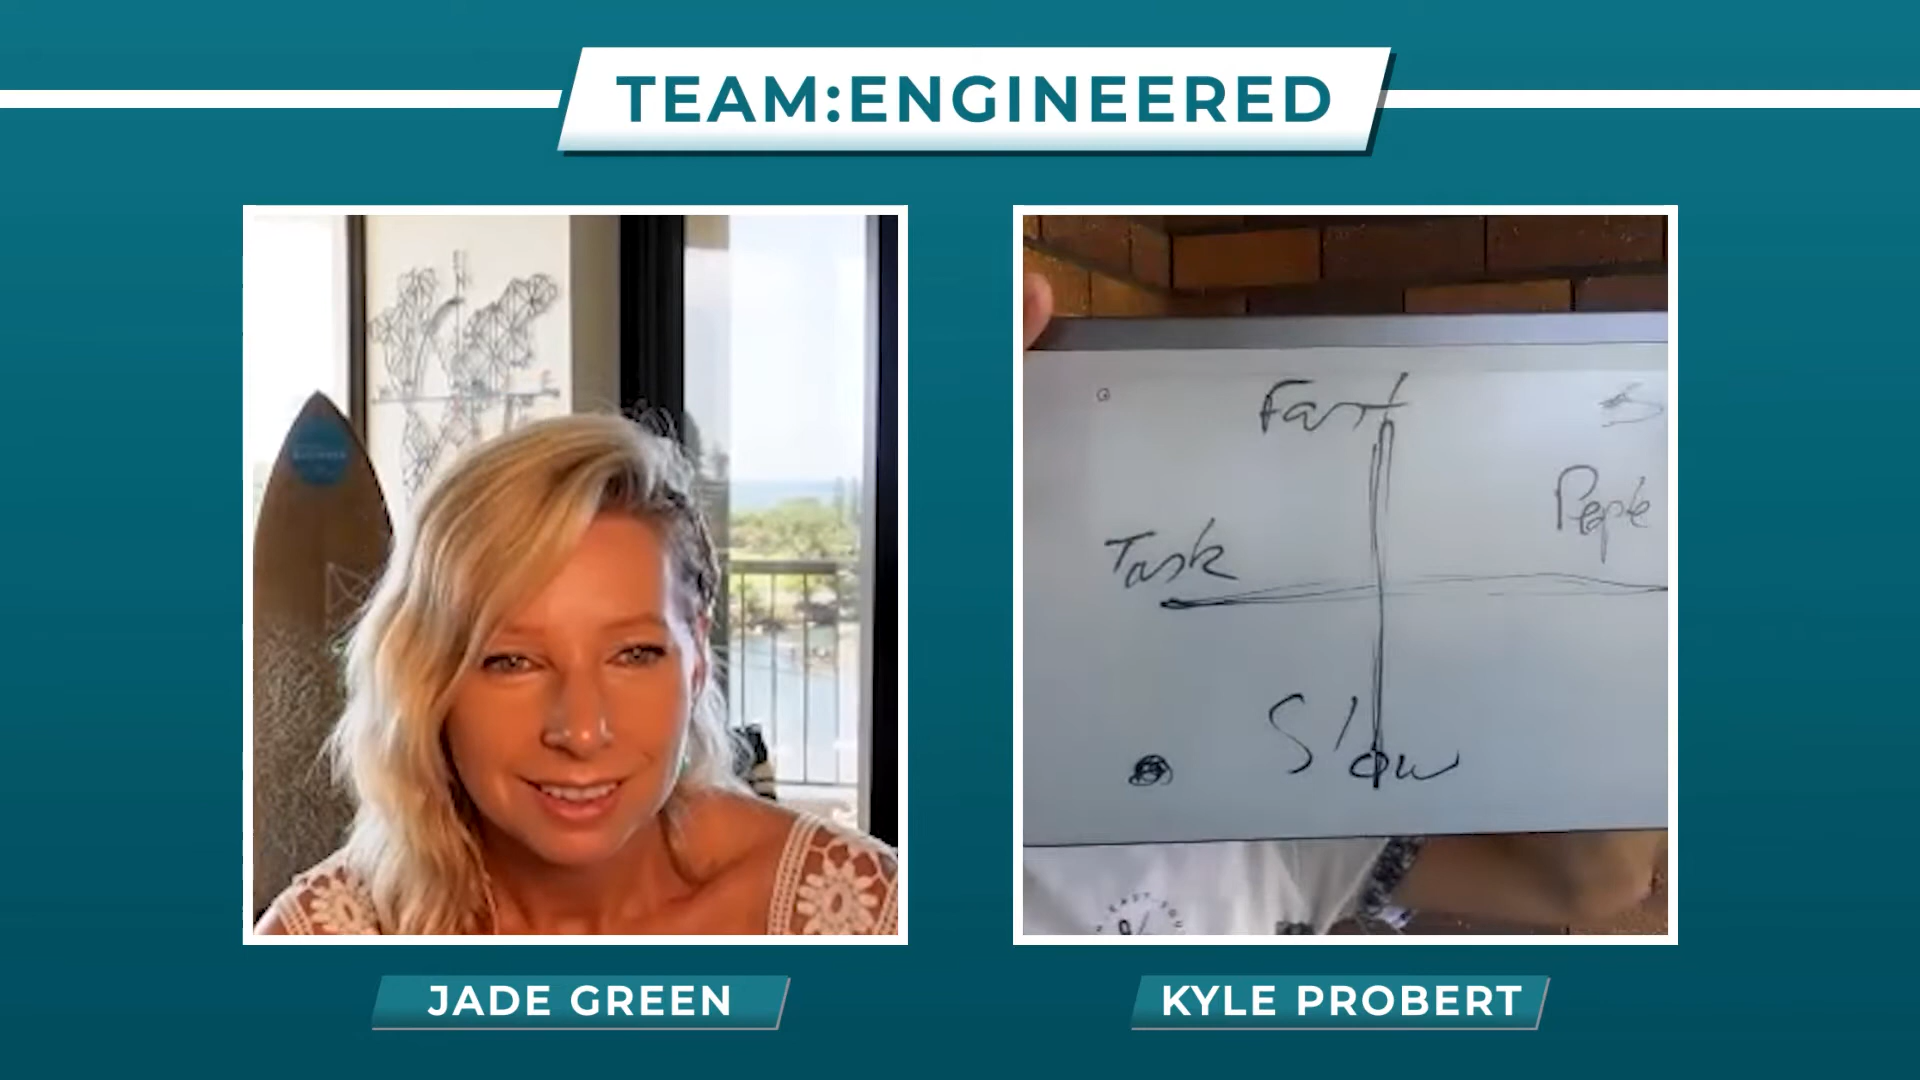 TEAM:ENGINEERED
Fast
People
Task
Slow
JADE GREEN
KYLE PROBERT